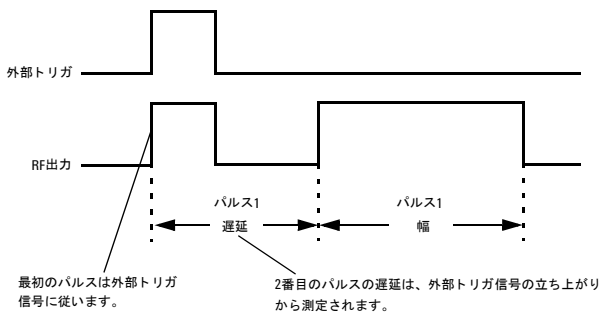 外部トリガ
RF出力
パルス1
遅延
パルス1
幅
最初のパルスは外部トリガ
信号に従います。
2番目のパルスの遅延は、外部トリガ信号の立ち上がり
から測定されます。